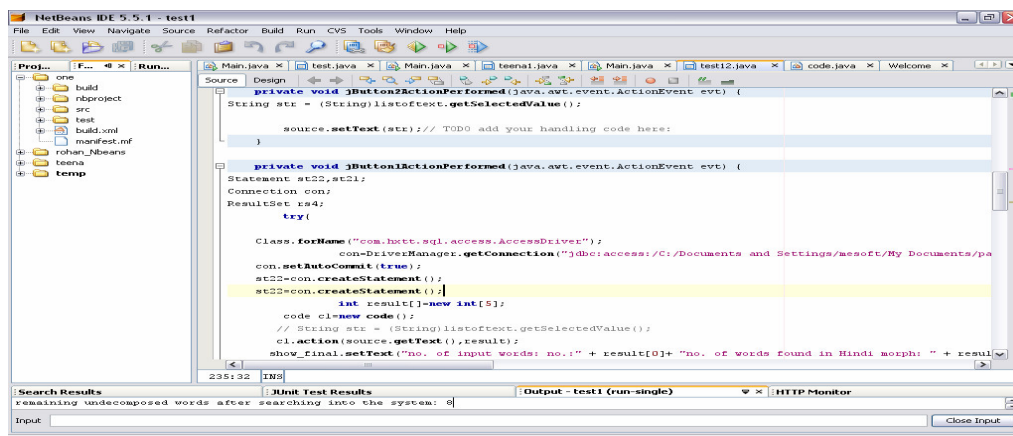 NetBeans IDE 5.5.1 - test1
File Edit View Navigate Source Refactor Build Run CVS Tools Window Help
Proj... F... Run...
Main.java test.java Main.java teena1.java Main.java test12.java code.java Welcome
Source Design
one
build
nbproject
src
test
build.xml
manifest.mf
rohan_Nbeans
teena
temp
private void jButton2ActionPerformed(java.awt.event.ActionEvent evt) {
String str = (String)listoftext.getSelectedValue();
source.setText(str);// TODO add your handling code here:
}
private void jButton1ActionPerformed(java.awt.event.ActionEvent evt) {
Statement st22,st21;
Connection con;
ResultSet rs4;
try{
Class.forName("com.hxtt.sql.access.AccessDriver");
con=DriverManager.getConnection("jdbc:access:/C:/Documents and Settings/mesoft/My Documents/pa
con.setAutoCommit(true);
st22=con.createStatement();
st22=con.createStatement();
int result[]=new int[5];
code cl=new code();
// String str = (String)listoftext.getSelectedValue();
cl.action(source.getText(),result);
show_final.setText("no. of input words: no.:" + result[0]+ "no. of words found in Hindi morph: " + resul
235:32 INS
Search Results JUnit Test Results Output - test1 (run-single) HTTP Monitor
remaining undecomposed words after searching into the system: 8
Input Close Input